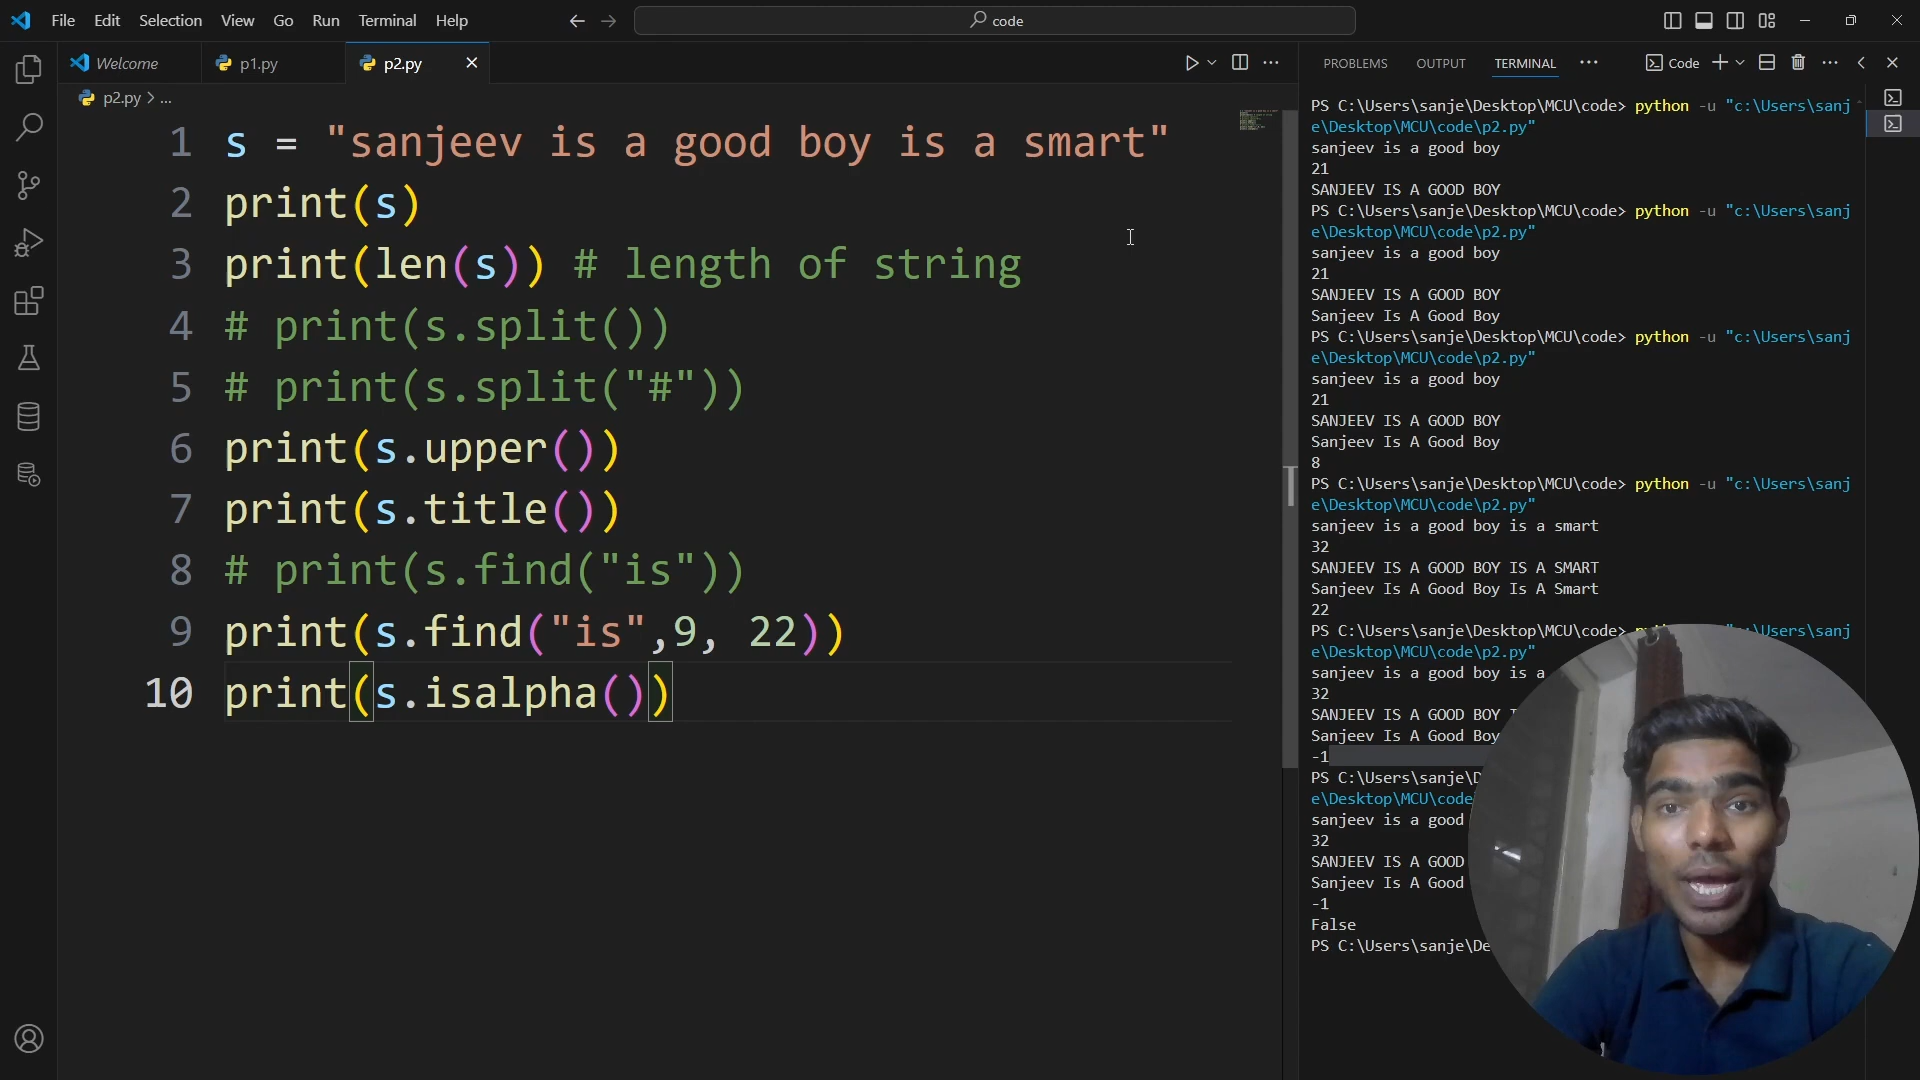 File Edit Selection View Go Run Terminal Help
code
Welcome
p1.py
p2.py
p2.py > ...
1 s = "sanjeev is a good boy is a smart"
2 print(s)
3 print(len(s)) # length of string
4 # print(s.split())
5 # print(s.split("#"))
6 print(s.upper())
7 print(s.title())
8 # print(s.find("is"))
9 print(s.find("is",9, 22))
10 print(s.isalpha())
PROBLEMS OUTPUT TERMINAL ... Code
PS C:\Users\sanje\Desktop\MCU\code> python -u "c:\Users\sanj
e\Desktop\MCU\code\p2.py"
sanjeev is a good boy
21
SANJEEV IS A GOOD BOY
PS C:\Users\sanje\Desktop\MCU\code> python -u "c:\Users\sanj
e\Desktop\MCU\code\p2.py"
sanjeev is a good boy
21
SANJEEV IS A GOOD BOY
Sanjeev Is A Good Boy
PS C:\Users\sanje\Desktop\MCU\code> python -u "c:\Users\sanj
e\Desktop\MCU\code\p2.py"
sanjeev is a good boy
21
SANJEEV IS A GOOD BOY
Sanjeev Is A Good Boy
8
PS C:\Users\sanje\Desktop\MCU\code> python -u "c:\Users\sanj
e\Desktop\MCU\code\p2.py"
sanjeev is a good boy is a smart
32
SANJEEV IS A GOOD BOY IS A SMART
Sanjeev Is A Good Boy Is A Smart
22
PS C:\Users\sanje\Desktop\MCU\code> \Users\sanj
e\Desktop\MCU\code\p2.py"
sanjeev is a good boy is a
32
SANJEEV IS A GOOD BOY
Sanjeev Is A Good Boy
-1
PS C:\Users\sanje\D
e\Desktop\MCU\code
sanjeev is a good
32
SANJEEV IS A GOOD
Sanjeev Is A Good
-1
False
PS C:\Users\sanje\De